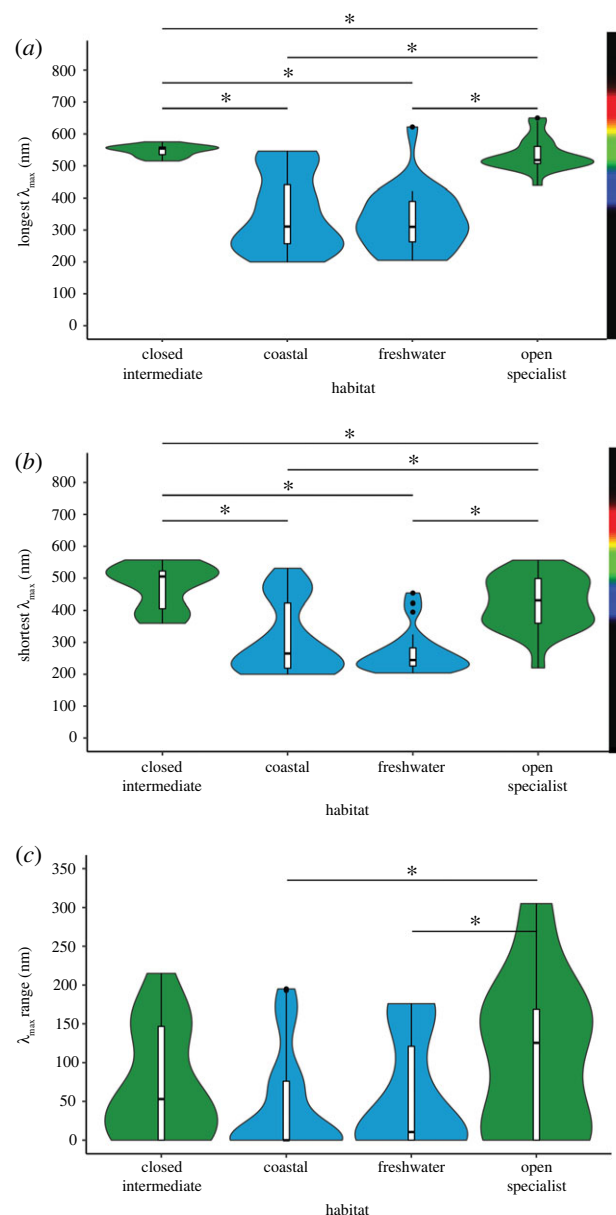 (a)
*
*
*
*
*
800
700
600
500
400
300
200
100
0
longest λmax (nm)
closed intermediate
coastal
freshwater
open specialist
habitat
(b)
*
*
*
*
*
800
700
600
500
400
300
200
100
0
shortest λmax (nm)
closed intermediate
coastal
freshwater
open specialist
habitat
(c)
*
*
350
300
250
200
150
100
50
0
λmax range (nm)
closed intermediate
coastal
freshwater
open specialist
habitat